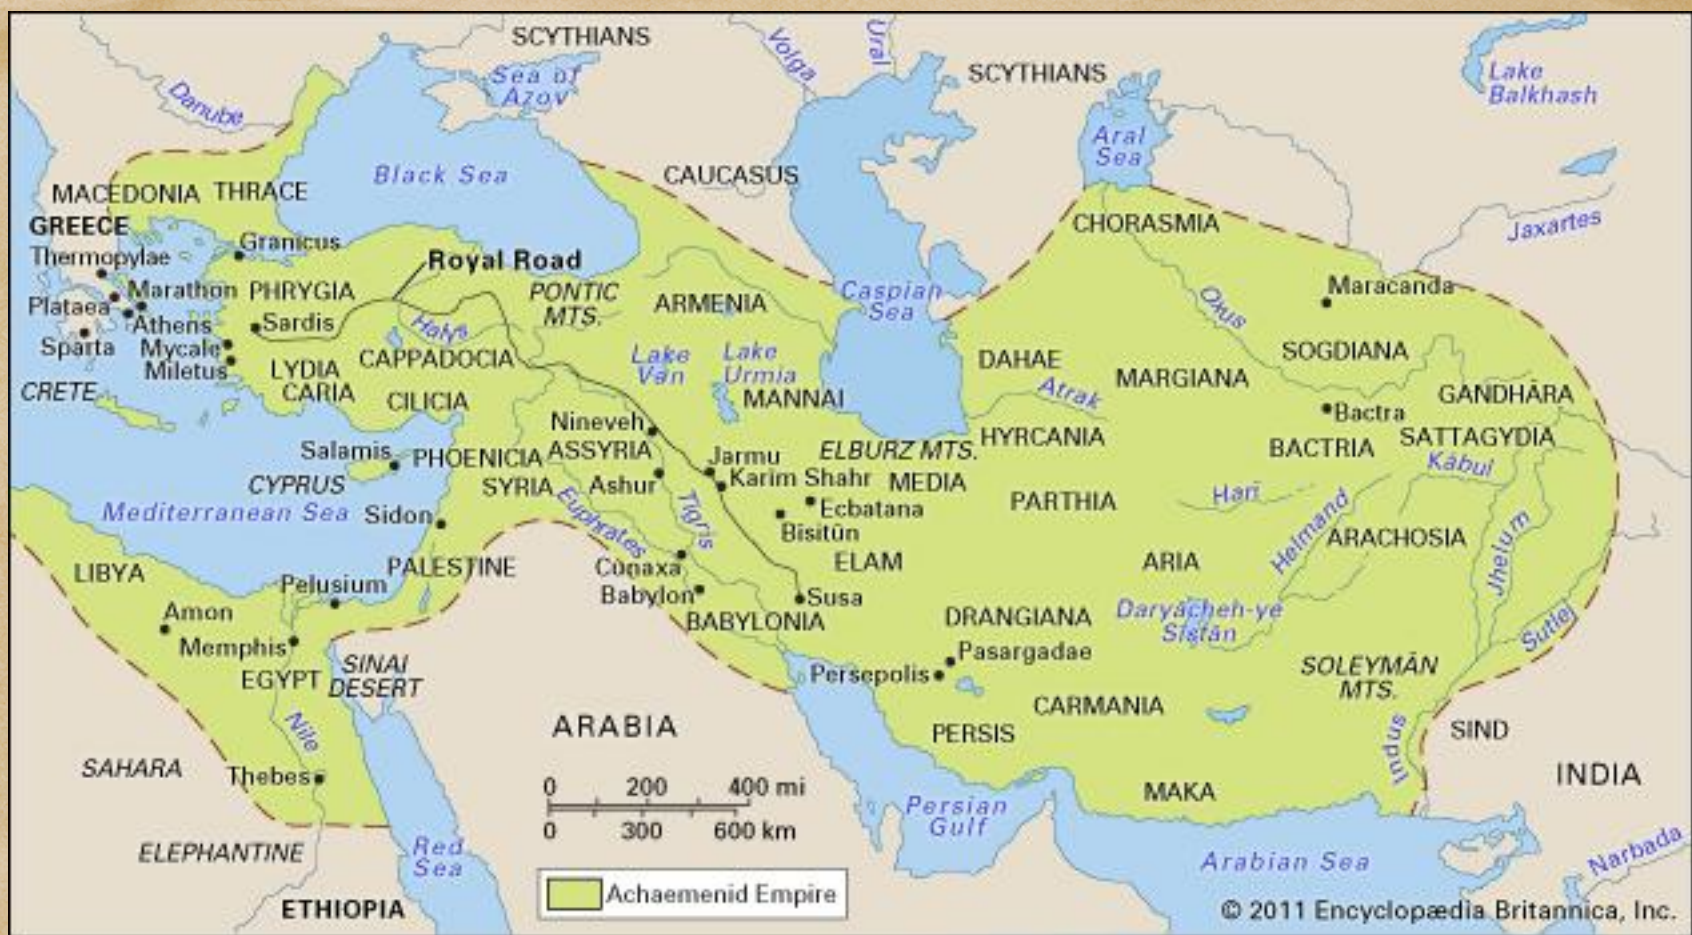 SCYTHIANS
Volga
Ural
SCYTHIANS
Lake
Balkhash
Sea of
Azov
Danube
Aral
Sea
Black Sea
CAUCASUS
MACEDONIA
THRACE
CHORASMIA
Jaxartes
GREECE
Granicus
Thermopylae
Royal Road
Caspian
Sea
Maracanda
Marathon
PHRYGIA
PONTIC
MTS.
ARMENIA
Oxus
Plataea
Athens
Sardis
Halys
Sparta
Mycale
CAPPADOCIA
Lake
Van
Lake
Urmia
DAHAE
SOGDIANA
Miletus
LYDIA
MARGIANA
CRETE
CARIA
CILICIA
MANNAI
Atrak
GANDHĀRA
Bactra
Nineveh
HYRCANIA
SATTAGYDIA
Salamis
PHOENICIA
ASSYRIA
Jarmu
ELBURZ MTS.
BACTRIA
Kābul
CYPRUS
SYRIA
Ashur
Karīm Shahr
MEDIA
Mediterranean Sea
Sidon
Euphrates
Tigris
Ecbatana
PARTHIA
Harī
Helmand
Bīsitūn
ARACHOSIA
Jhelum
LIBYA
PALESTINE
Cunaxa
ELAM
ARIA
Pelusium
Babylon
Susa
Amon
BABYLONIA
DRANGIANA
Daryācheh-ye
Sīstān
Sutlej
Memphis
Pasargadae
EGYPT
SINAI
DESERT
Persepolis
SOLEYMĀN
MTS.
Nile
ARABIA
CARMANIA
PERSIS
Indus
SIND
SAHARA
Thebes
INDIA
0 200 400 mi
0 300 600 km
MAKA
Persian
Gulf
ELEPHANTINE
Red
Sea
Arabian Sea
Narbada
Achaemenid Empire
ETHIOPIA
© 2011 Encyclopædia Britannica, Inc.